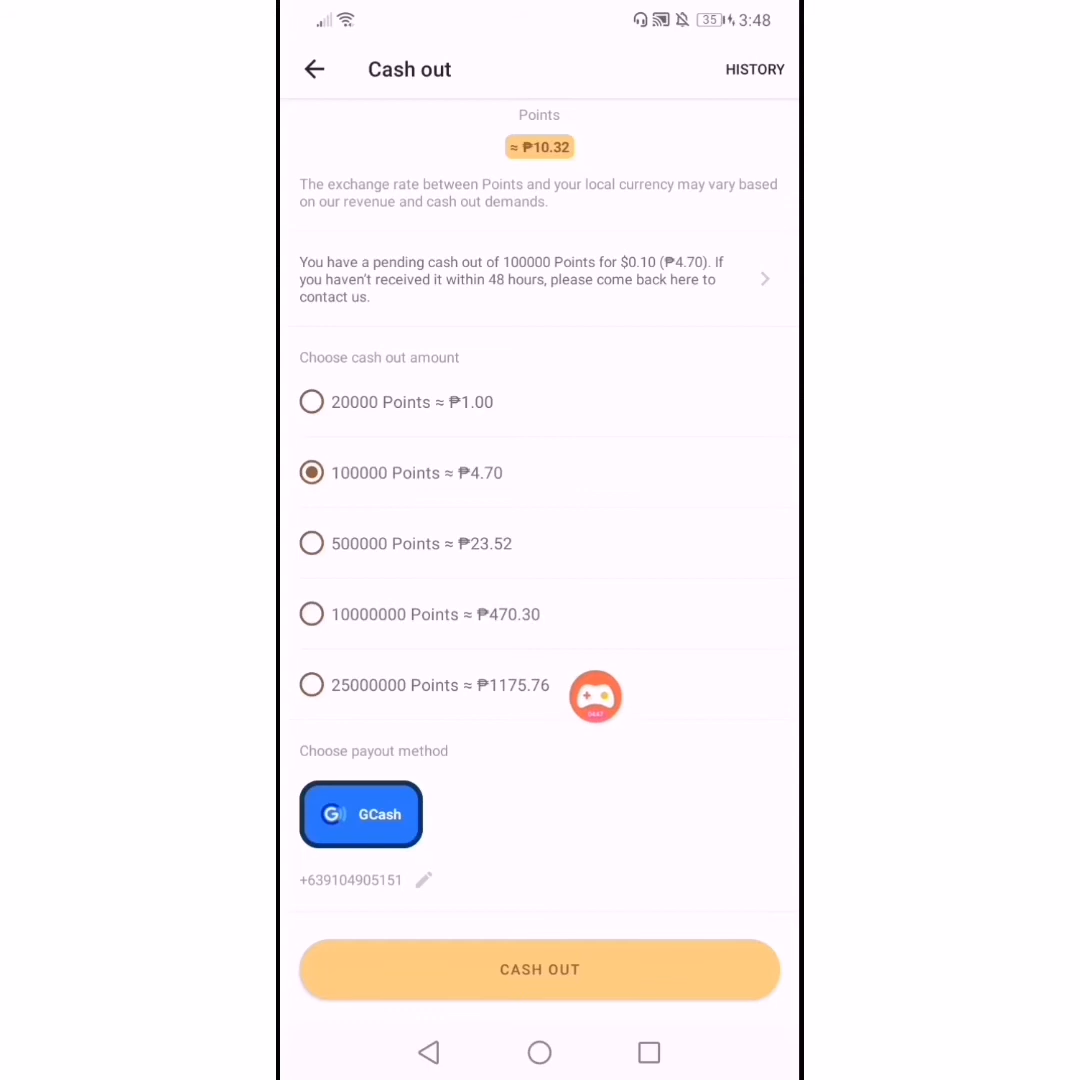 35 3:48
Cash out
HISTORY
Points
≈ ₱10.32
The exchange rate between Points and your local currency may vary based
on our revenue and cash out demands.
You have a pending cash out of 100000 Points for $0.10 (₱4.70). If
you haven't received it within 48 hours, please come back here to
contact us.
Choose cash out amount
20000 Points ≈ ₱1.00
100000 Points ≈ ₱4.70
500000 Points ≈ ₱23.52
10000000 Points ≈ ₱470.30
25000000 Points ≈ ₱1175.76
Choose payout method
G GCash
+639104905151
CASH OUT